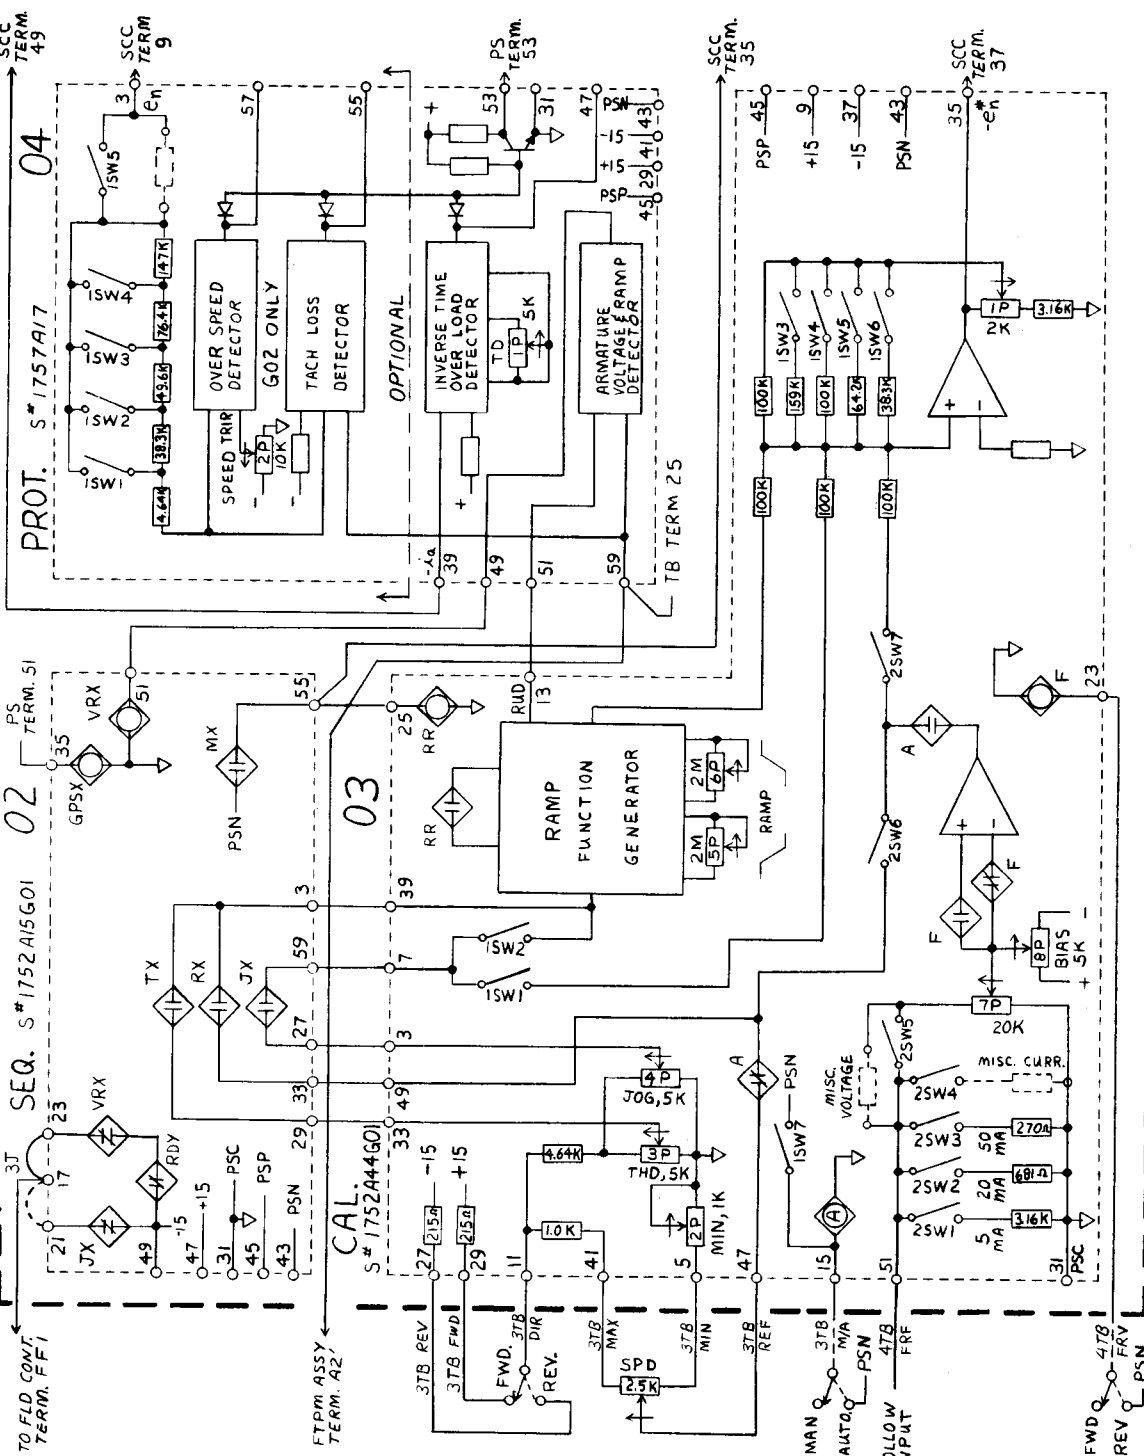 SCC
TERM.
49
SCC
TERM
9
PS
TERM.
53
SCC
TERM.
35
SCC
TERM.
37
04
PROT. S#1757A17
3
en
1SW5
57
55
53
31
47
PSN
43
-15
41
+15
29
PSP
45
147K
76.4K
49.6K
38.3K
4.64K
1SW4
1SW3
1SW2
1SW1
OVER SPEED
DETECTOR
G02 ONLY
TACH LOSS
DETECTOR
SPEED TRIP
2P
10K
-
-
OPTIONAL
INVERSE TIME
OVER LOAD
DETECTOR
TD
1P
5K
+
+
ARMATURE
VOLTAGE & RAMP
DETECTOR
-ia
39
49
51
59
TB TERM 25
PSP
45
+15
9
-15
37
PSN
43
35
-en*
1P
2K
3.16K
1SW3
1SW4
1SW5
1SW6
100K
159K
100K
64.2K
38.3K
+
-
100K
100K
100K
02
SEQ. S#1752A15G01
PS
TERM. 51
35
GPSX
VRX
51
MX
PSN
55
TX
RX
JX
3
59
27
33
29
3J
23
17
21
VRX
RDY
JX
49
-15
47
+15
31
PSC
45
PSP
43
PSN
TO FLD CONT.
TERM. FF1
FTPM ASSY
TERM. A2'
03
CAL.
S#1752A44G01
25
RR
RUD
13
RR
RAMP
FUNCTION
GENERATOR
2M
6P
2M
5P
RAMP
39
7
3
49
33
1SW2
1SW1
4P
JOG, 5K
3P
THD, 5K
4.64K
1.0K
2P
MIN, 1K
27
215Ω
-15
29
215Ω
+15
11
41
5
47
15
51
31
PSC
A
1SW7
PSN
A
2SW7
2SW6
A
+
-
F
F
F
23
8P
BIAS
5K
+
-
7P
20K
MISC.
VOLTAGE
2SW5
2SW4
MISC. CURR.
2SW3
50
MA
270Ω
2SW2
20
MA
681Ω
2SW1
5
MA
3.16K
3TB REV
3TB FWD
3TB
DIR
3TB
MAX
3TB
MIN
3TB
REF
3TB
M/A
4TB
FRF
4TB
FRV
FWD.
REV.
SPD
2.5K
MAN
AUTO.
PSN
OLLOW
PUT
FWD
REV
PSN